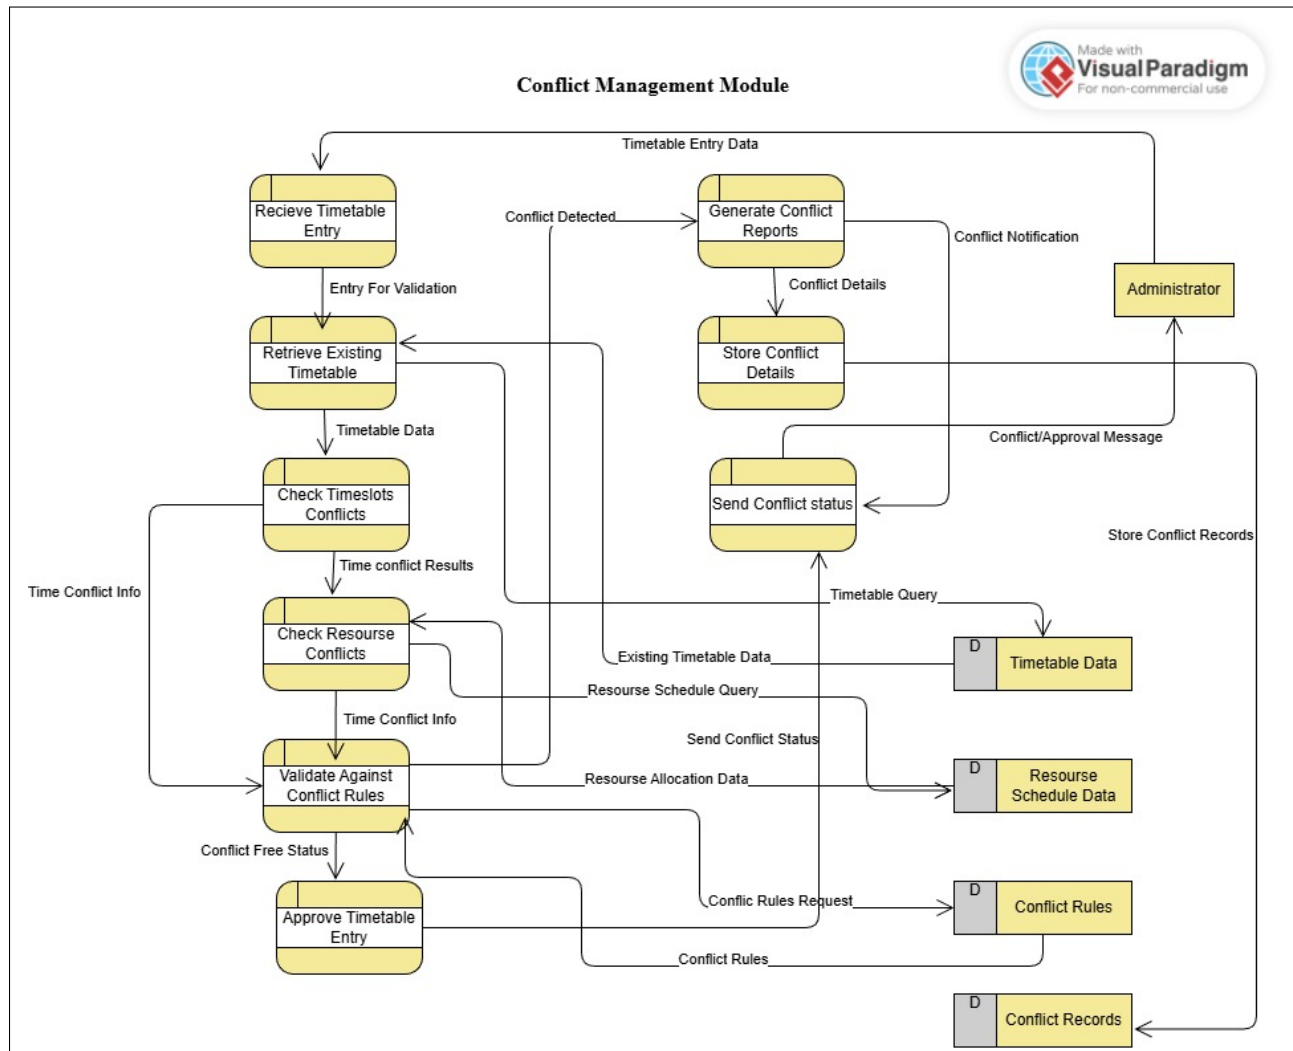 Made with
Visual Paradigm
For non-commercial use
Conflict Management Module
Timetable Entry Data
Recieve Timetable
Entry
Conflict Detected
Generate Conflict
Reports
Conflict Notification
Entry For Validation
Conflict Details
Administrator
Retrieve Existing
Timetable
Store Conflict
Details
Timetable Data
Conflict/Approval Message
Check Timeslots
Conflicts
Send Conflict status
Store Conflict Records
Time conflict Results
Time Conflict Info
Timetable Query
Check Resourse
Conflicts
Existing Timetable Data
D
Timetable Data
Resourse Schedule Query
Time Conflict Info
Send Conflict Status
Validate Against
Conflict Rules
Resourse Allocation Data
D
Resourse
Schedule Data
Conflict Free Status
Conflic Rules Request
D
Conflict Rules
Approve Timetable
Entry
Conflict Rules
D
Conflict Records